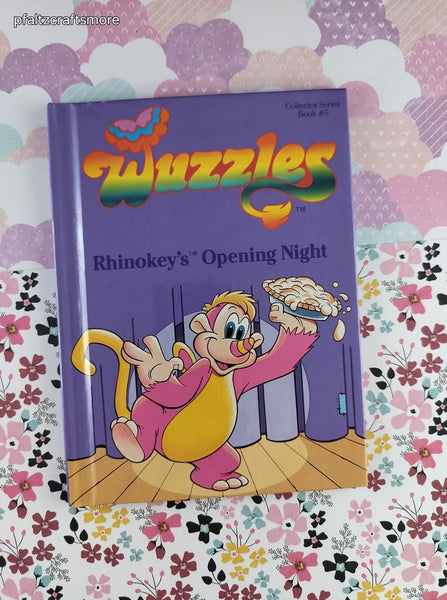 pfaltzcraftsmore
Collector Series
Book #6
Wuzzles
TM
Rhinokey's™ Opening Night